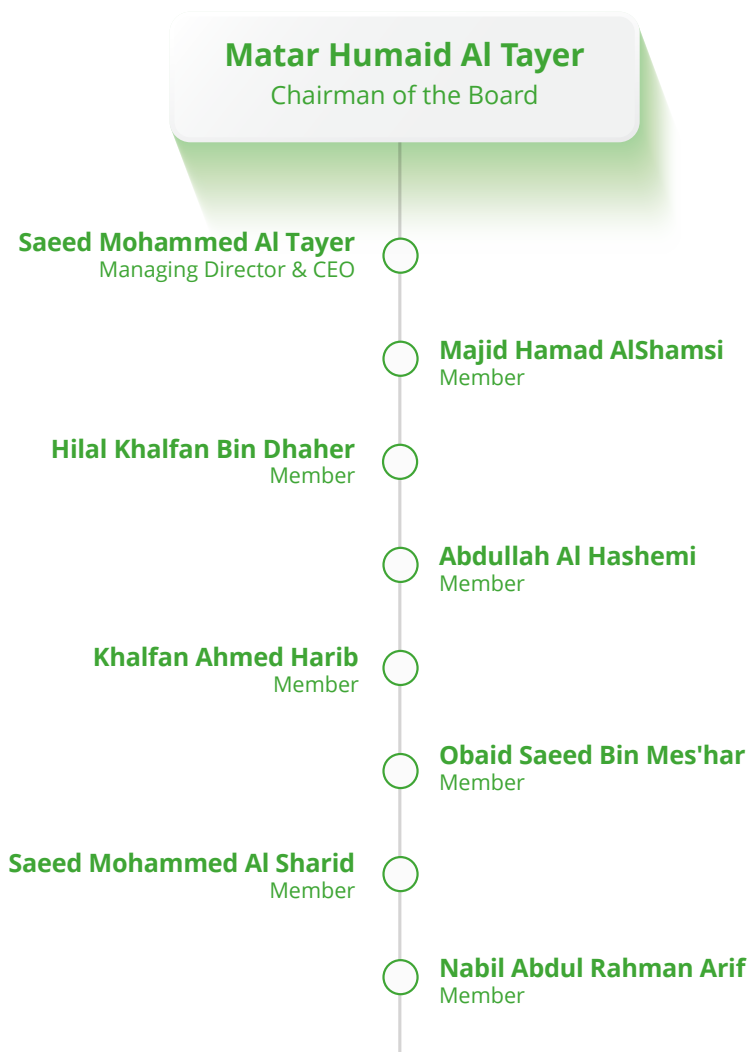 Matar Humaid Al Tayer
Chairman of the Board
Saeed Mohammed Al Tayer
Managing Director & CEO
Majid Hamad AlShamsi
Member
Hilal Khalfan Bin Dhaher
Member
Abdullah Al Hashemi
Member
Khalfan Ahmed Harib
Member
Obaid Saeed Bin Mes'har
Member
Saeed Mohammed Al Sharid
Member
Nabil Abdul Rahman Arif
Member